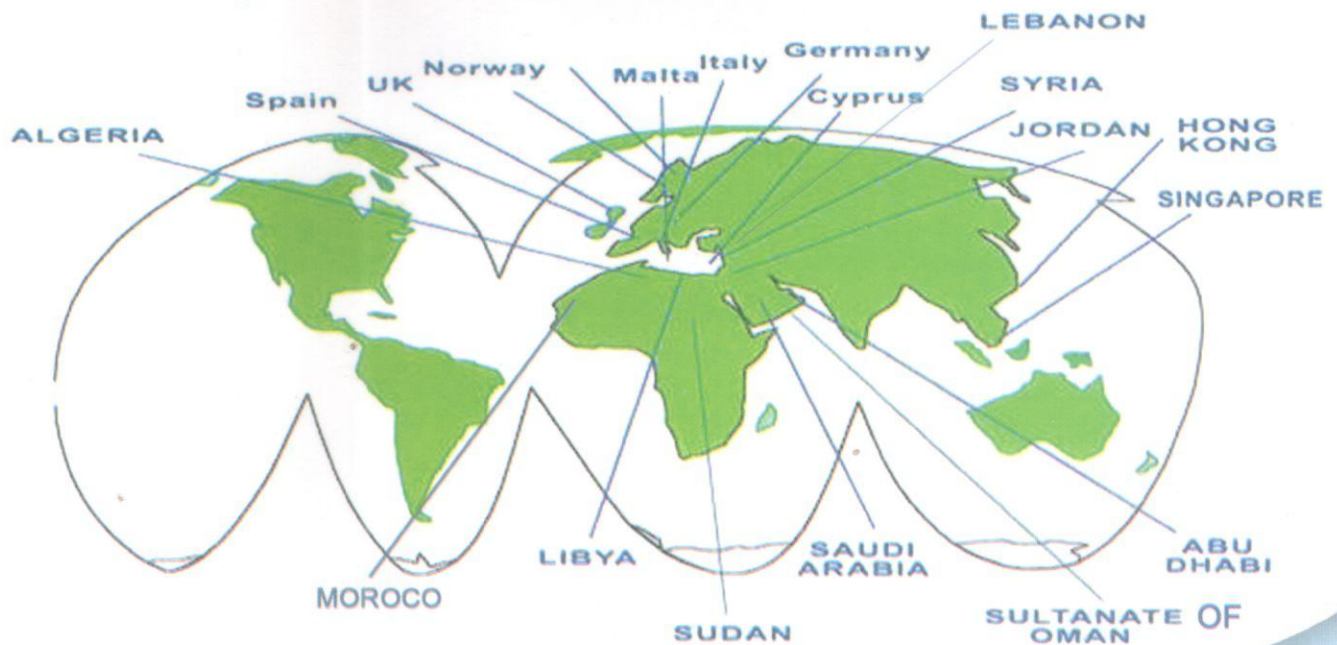 LEBANON
Germany
Italy
Norway
Malta
UK
SYRIA
Spain
Cyprus
ALGERIA
JORDAN
HONG
KONG
SINGAPORE
LIBYA
SAUDI
ARABIA
ABU
DHABI
MOROCO
SULTANATE OF
OMAN
SUDAN